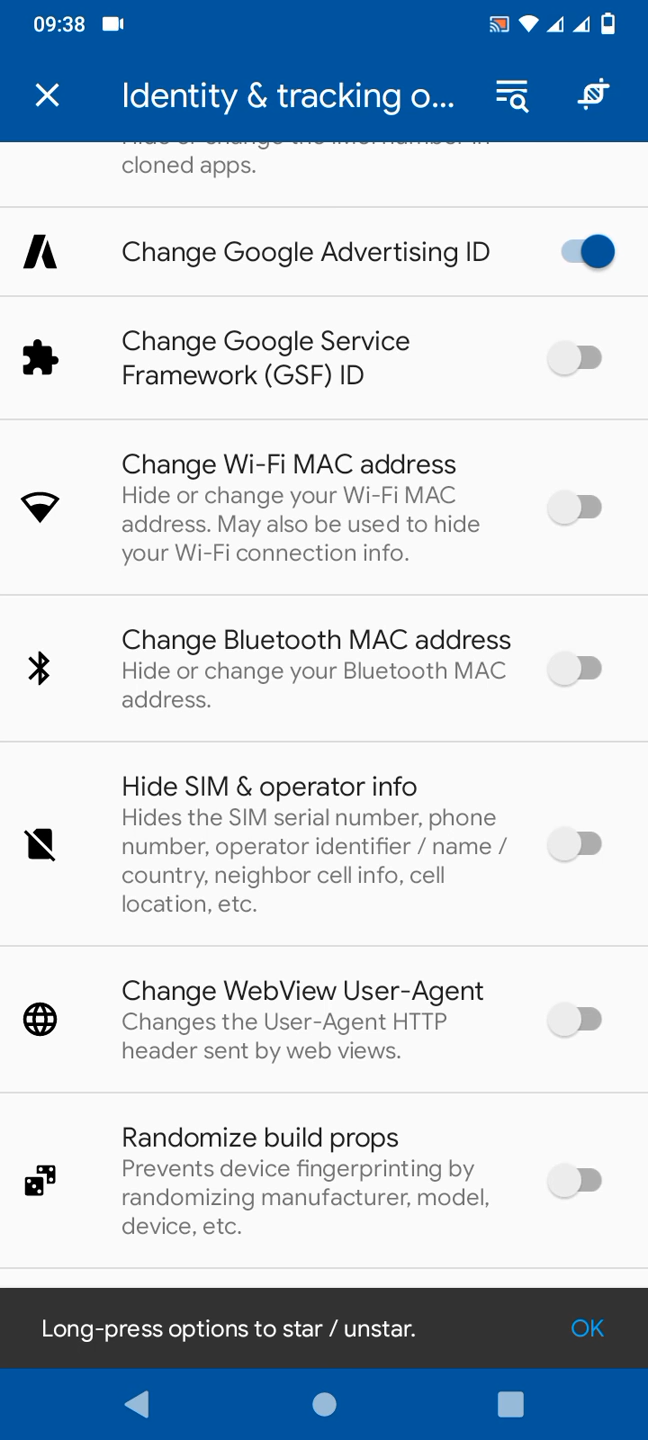 09:38
Identity & tracking o...
cloned apps.
Change Google Advertising ID
Change Google Service
Framework (GSF) ID
Change Wi-Fi MAC address
Hide or change your Wi-Fi MAC
address. May also be used to hide
your Wi-Fi connection info.
Change Bluetooth MAC address
Hide or change your Bluetooth MAC
address.
Hide SIM & operator info
Hides the SIM serial number, phone
number, operator identifier / name /
country, neighbor cell info, cell
location, etc.
Change WebView User-Agent
Changes the User-Agent HTTP
header sent by web views.
Randomize build props
Prevents device fingerprinting by
randomizing manufacturer, model,
device, etc.
Long-press options to star / unstar.
OK